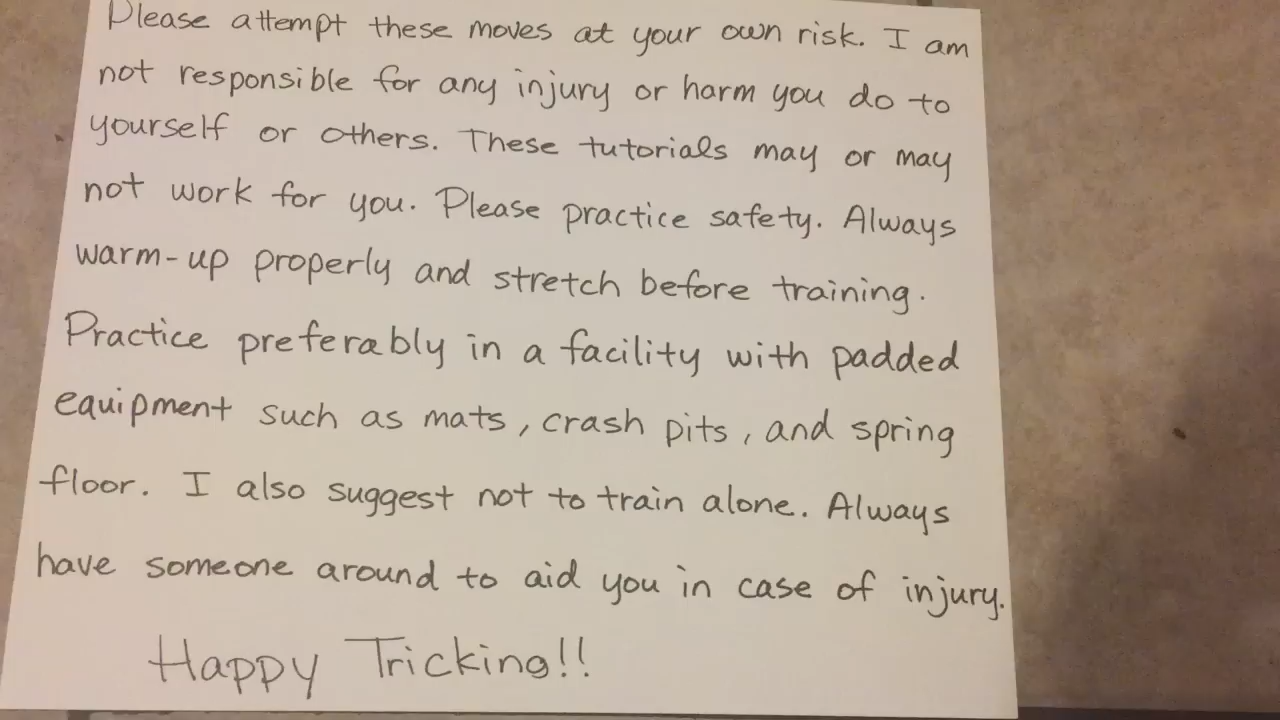 Please attempt these moves at your own risk. I am
not responsible for any injury or harm you do to
yourself or others. These tutorials may or may
not work for you. Please practice safety. Always
warm-up properly and stretch before training.
Practice preferably in a facility with padded
equipment such as mats, crash pits, and spring
floor. I also suggest not to train alone. Always
have someone around to aid you in case of injury.
Happy Tricking!!